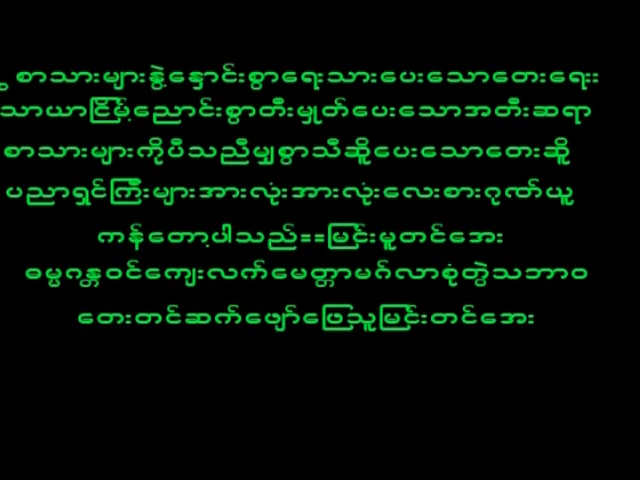 စာသားများနွဲ့နှောင်းစွာရေးသားပေးသောတေးရေး
သာယာငြိမ့်ညောင်းစွာတီးမှုတ်ပေးသောအတီးဆရာ
စာသားများကိုပီသညီမျှစွာသီဆိုပေးသောတေးဆို
ပညာရှင်ကြီးများအားလုံးအားလုံးလေးစားဂုဏ်ယူ
ကန်တော့ပါသည်==မြင်းမူတင်အေး
ဓမ္မဂန္တဝင်ကျေးလက်မေတ္တာမဂ်လာစုံတွဲသဘာဝ
တေးတင်ဆက်ဖျော်ဖြေသူမြင်းတင်အေး